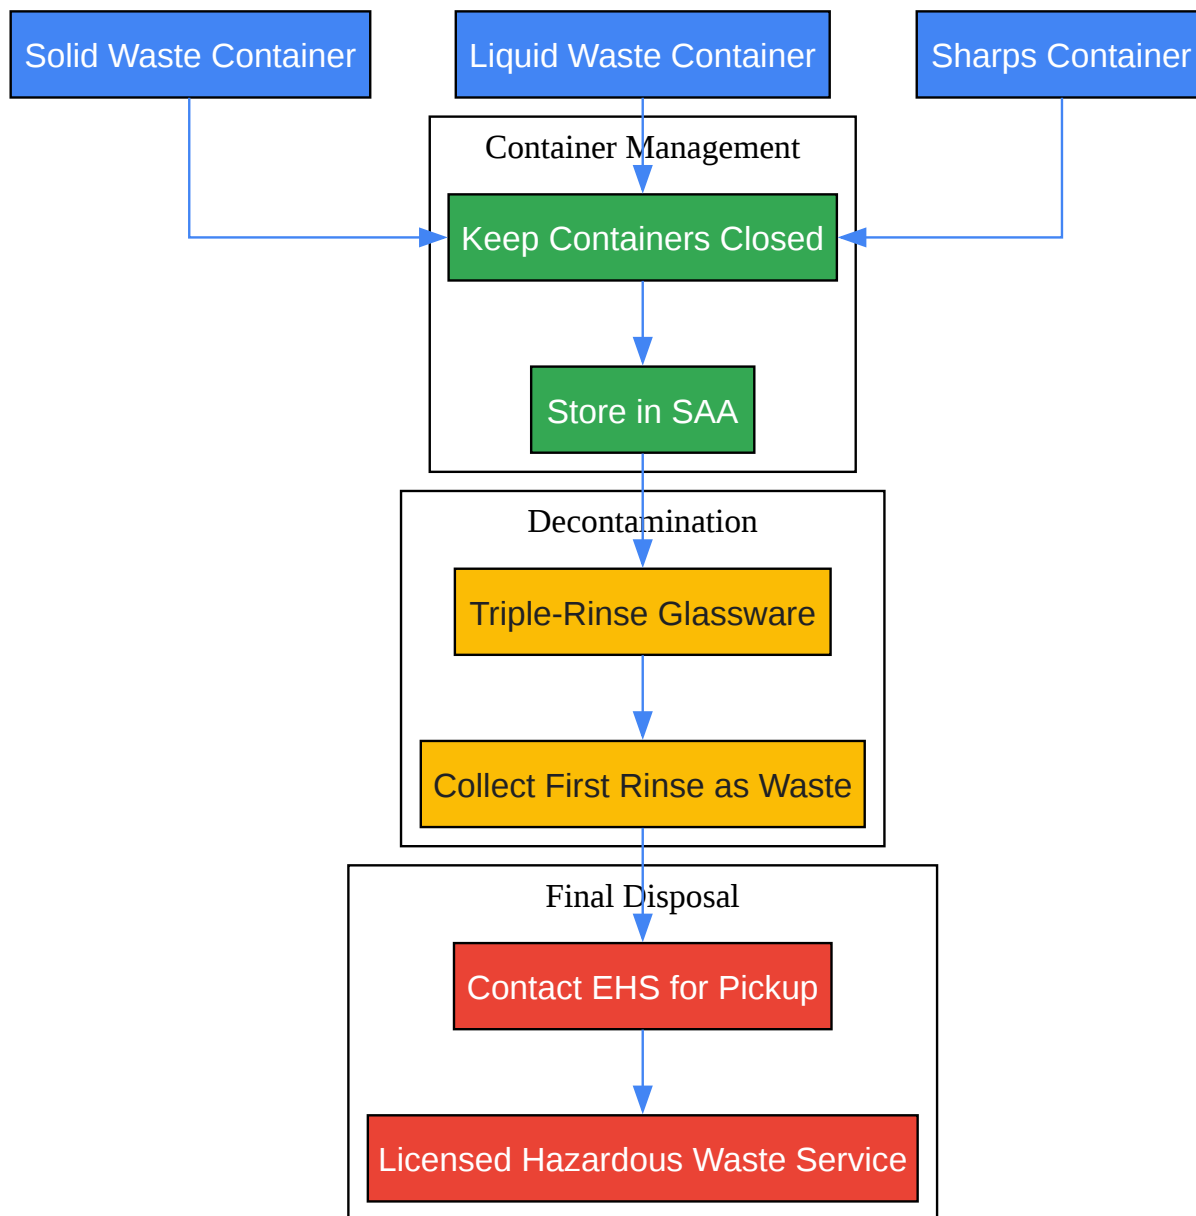 Solid Waste Container
Liquid Waste Container
Sharps Container
Container Management
Keep Containers Closed
Store in SAA
Decontamination
Triple-Rinse Glassware
Collect First Rinse as Waste
Final Disposal
Contact EHS for Pickup
Licensed Hazardous Waste Service